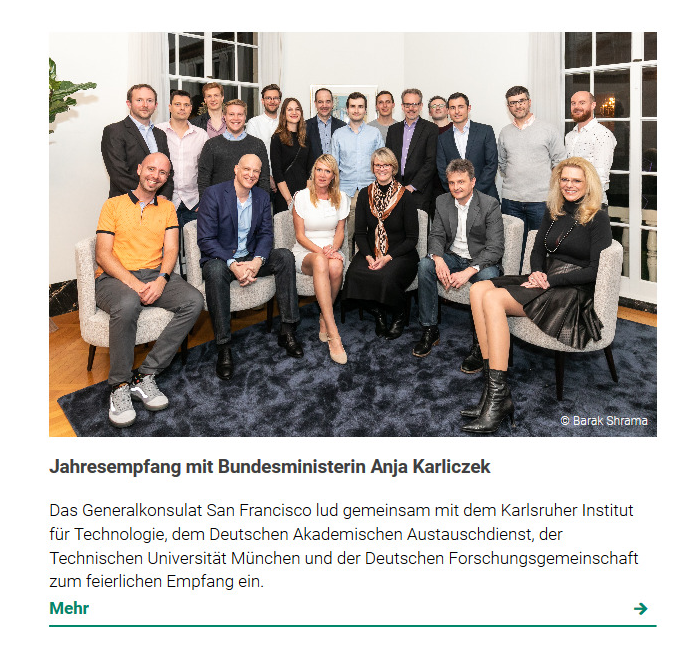 © Barak Shrama
Jahresempfang mit Bundesministerin Anja Karliczek
Das Generalkonsulat San Francisco lud gemeinsam mit dem Karlsruher Institut
für Technologie, dem Deutschen Akademischen Austauschdienst, der
Technischen Universität München und der Deutschen Forschungsgemeinschaft
zum feierlichen Empfang ein.
Mehr